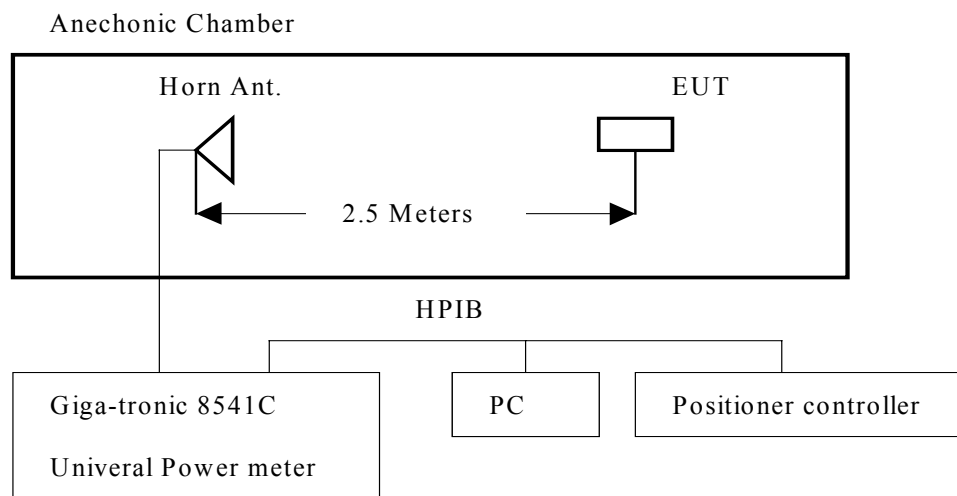 Anechonic Chamber
Horn Ant.
EUT
2.5 Meters
HPIB
Giga-tronic 8541C
Univeral Power meter
PC
Positioner controller